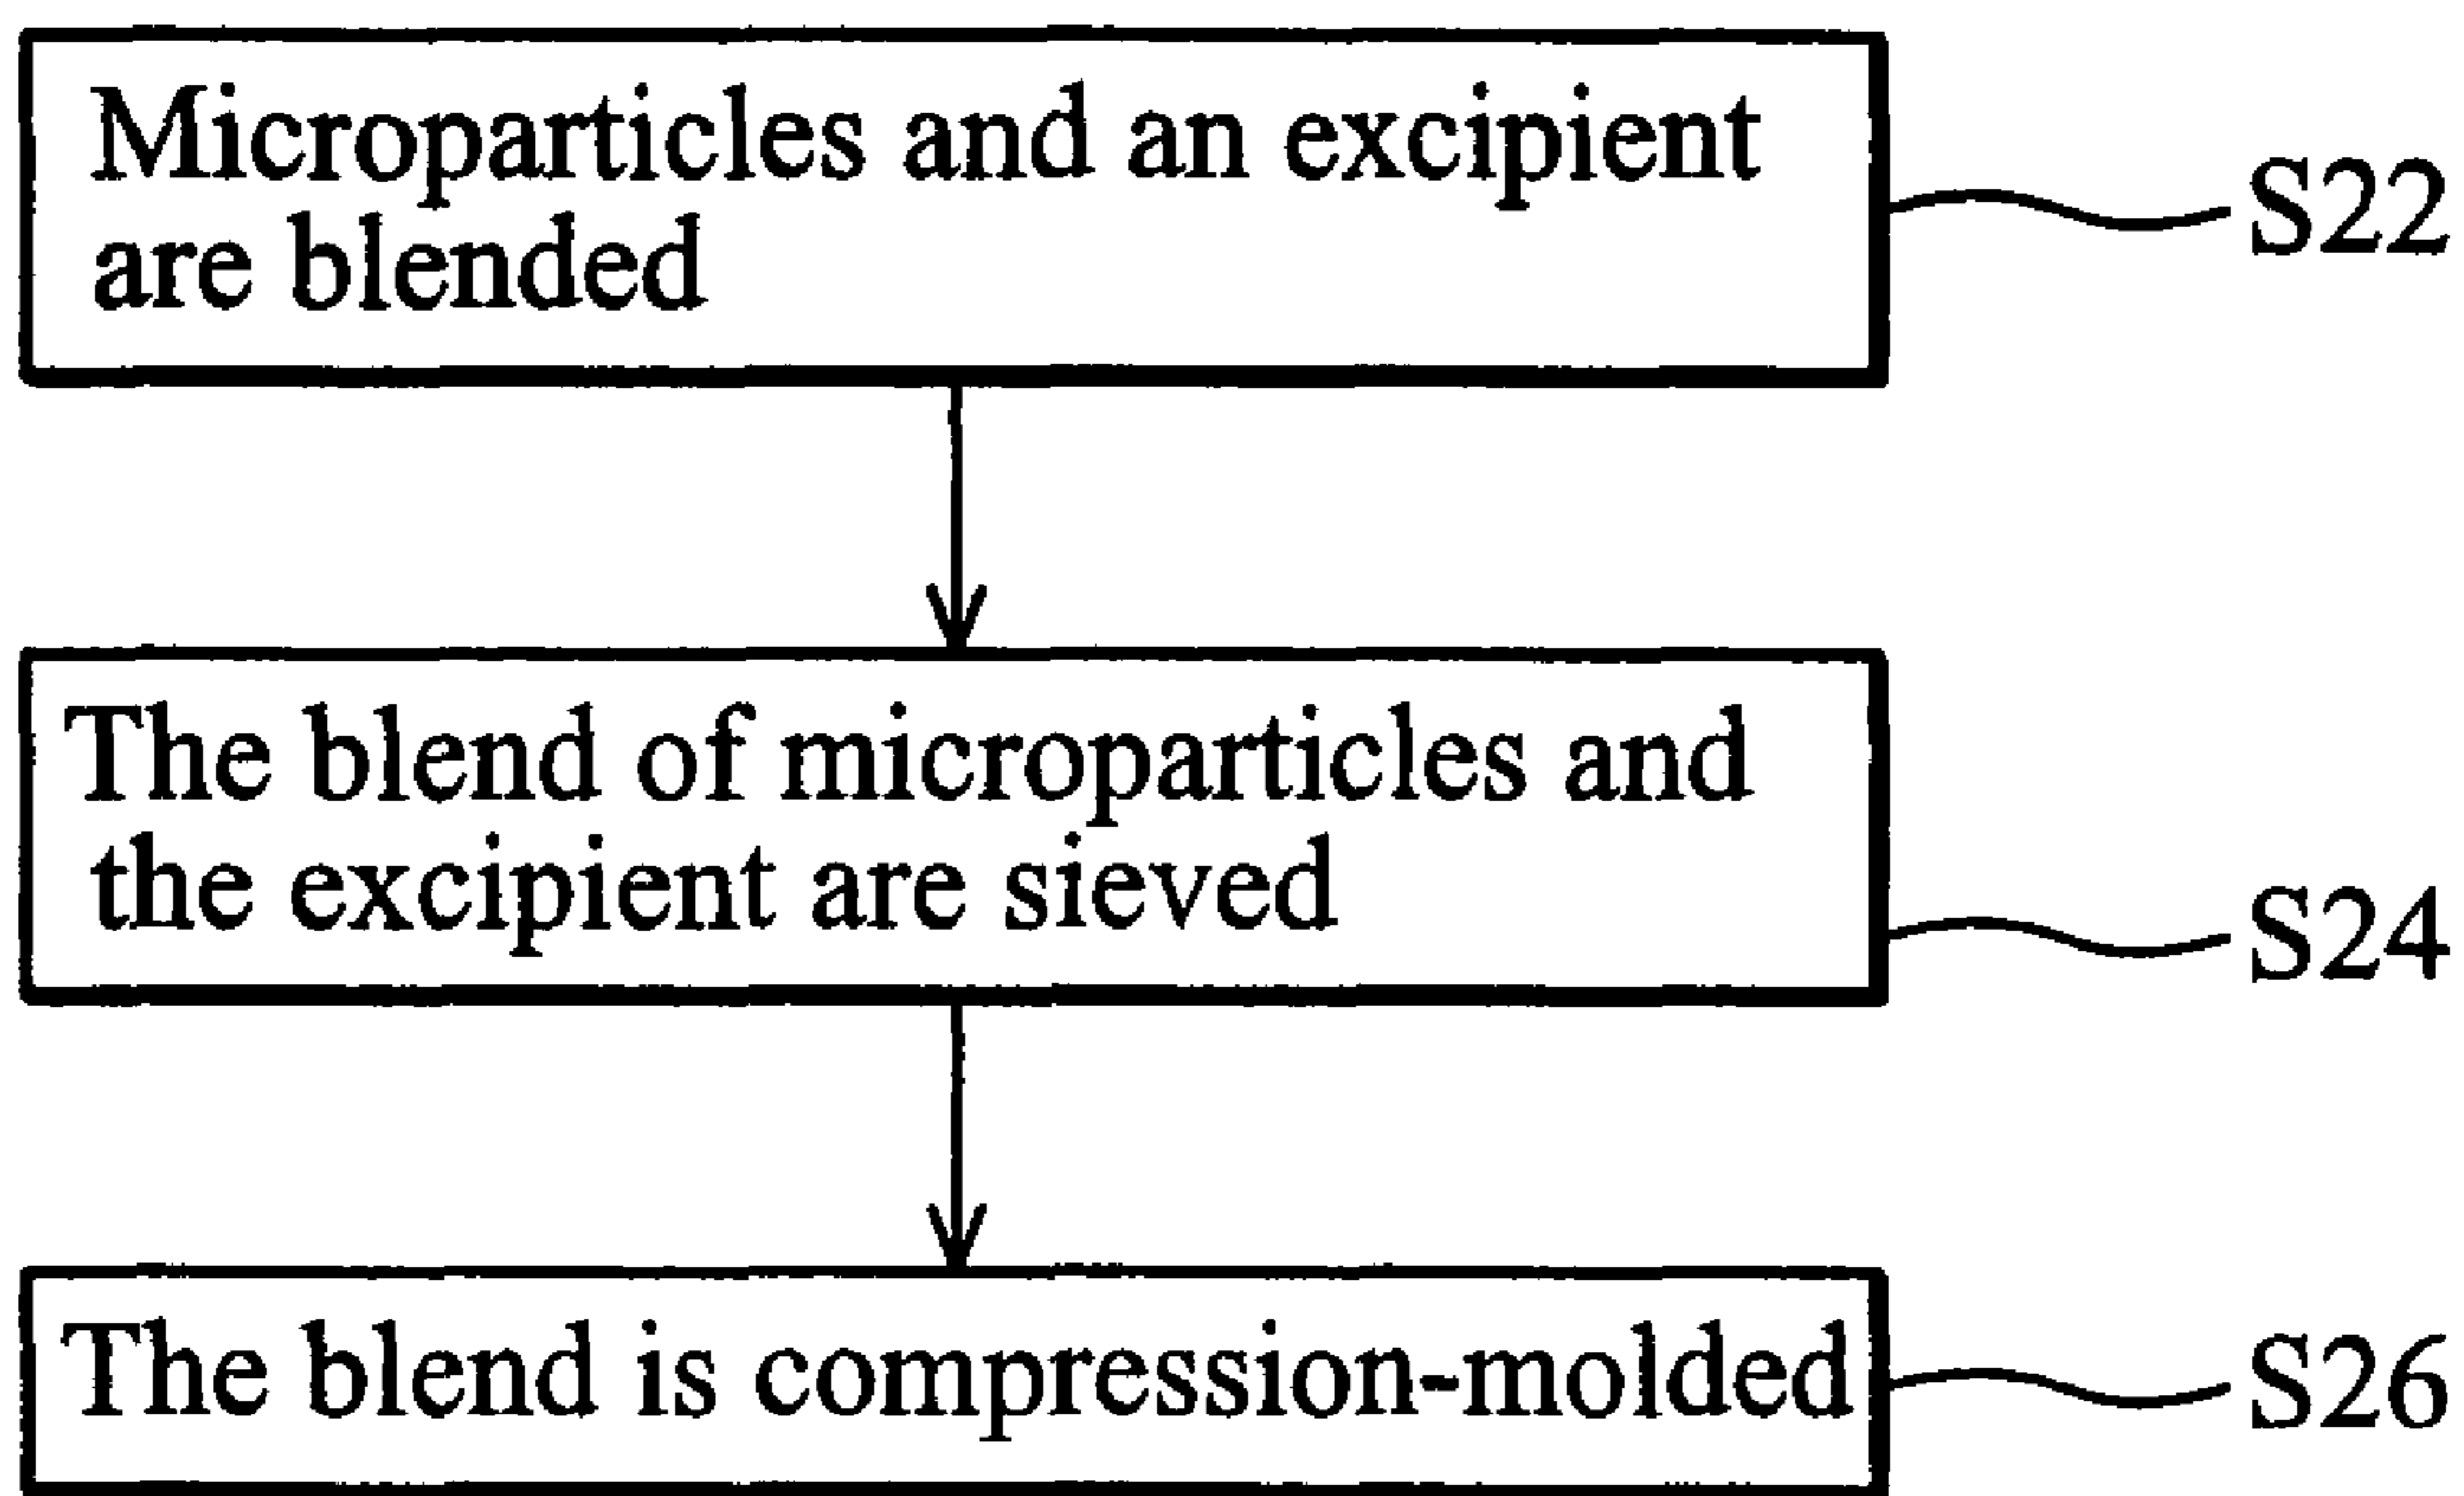 Microparticles and an excipient
are blended
S22
The blend of microparticles and
the excipient are sieved
S24
The blend is compression-molded
S26